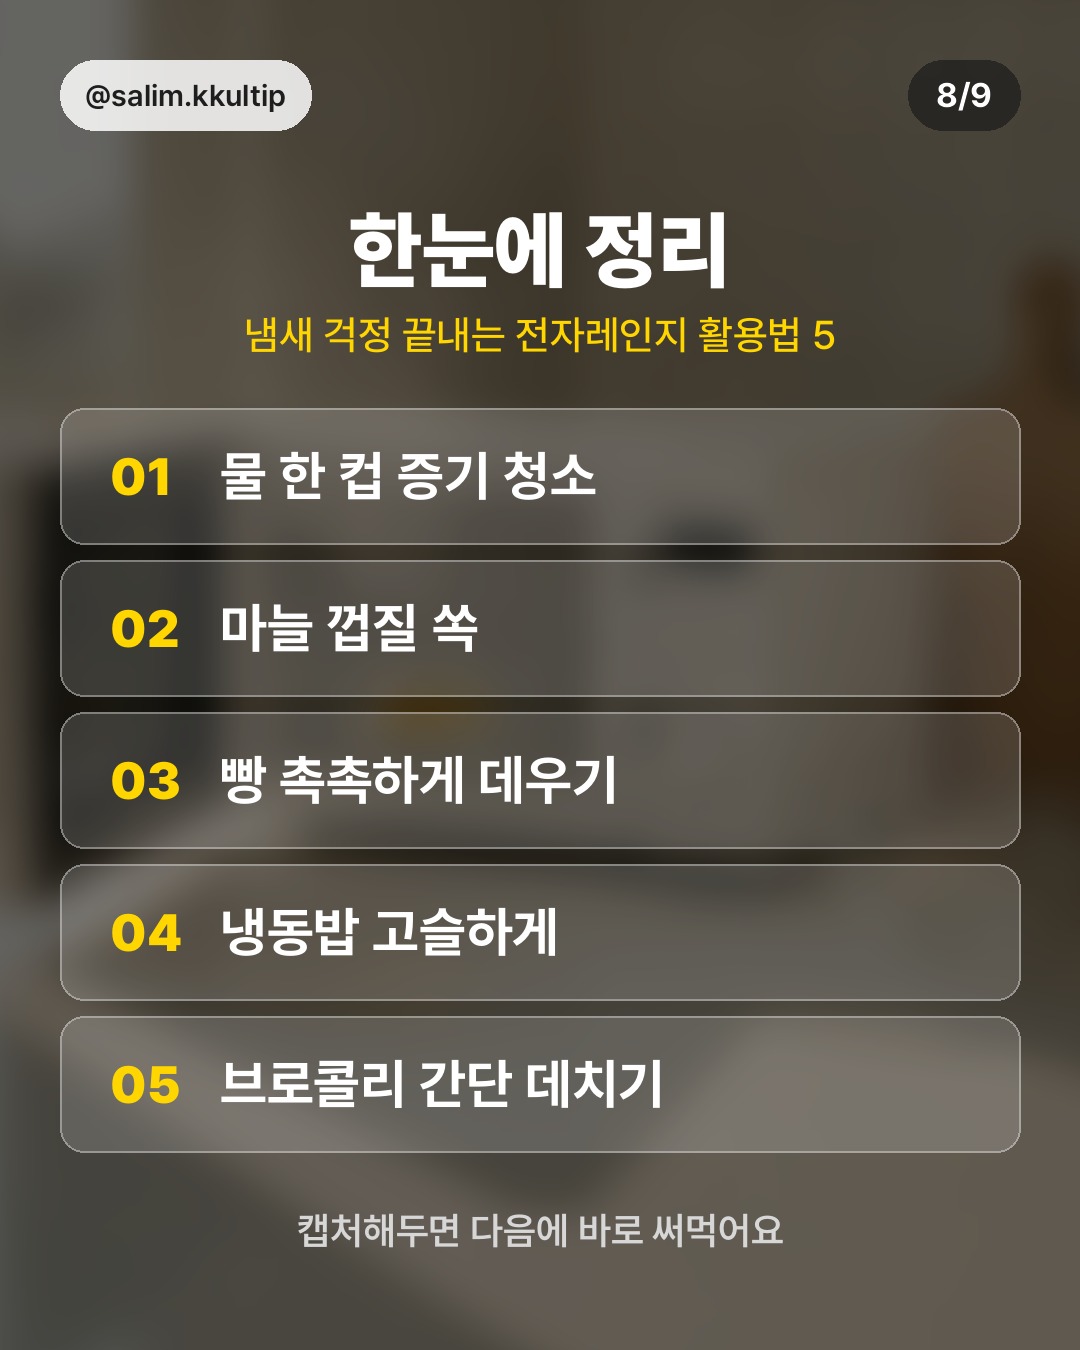 @salim.kkultip
8/9
한눈에 정리
냄새 걱정 끝내는 전자레인지 활용법 5
01 물 한 컵 증기 청소
02 마늘 껍질 쏙
03 빵 촉촉하게 데우기
04 냉동밥 고슬하게
05 브로콜리 간단 데치기
캡처해두면 다음에 바로 써먹어요